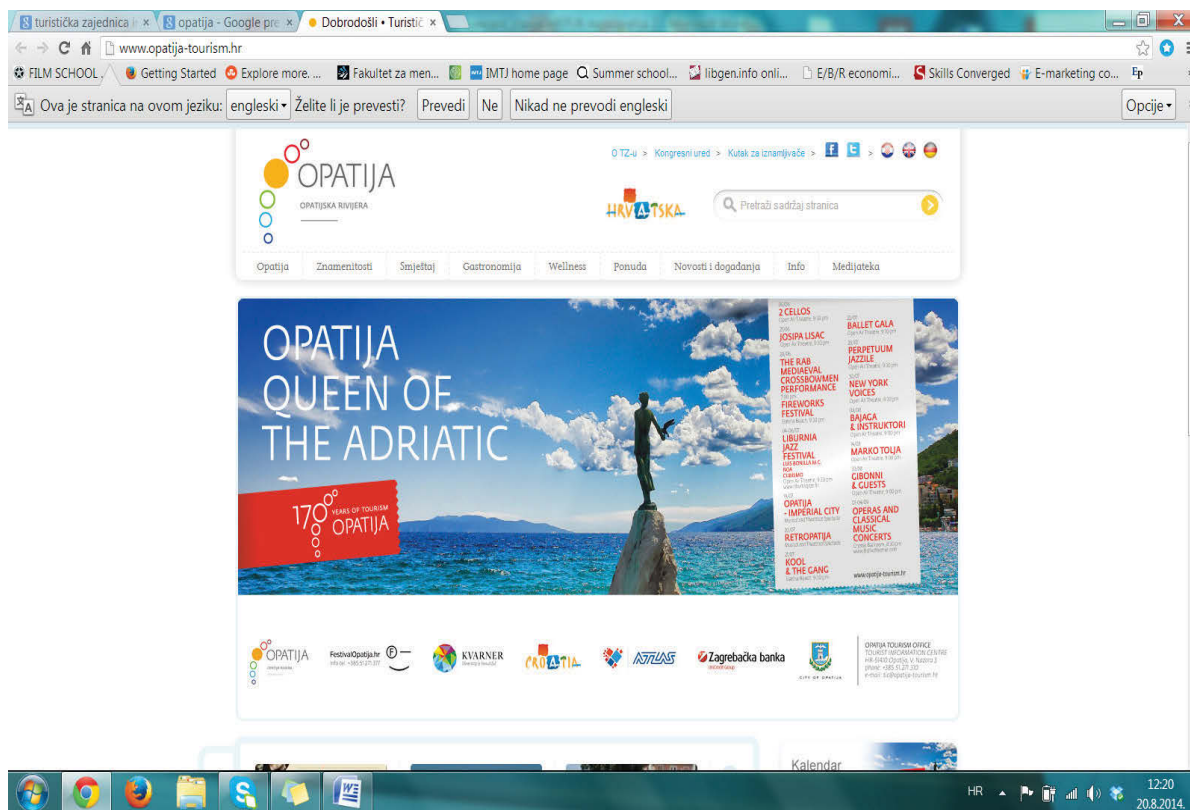 turistička zajednica
opatija - Google
Dobrodošli • Turistič
www.opatija-tourism.hr
FILM SCHOOL
Getting Started
Explore more. ...
Fakultet za men...
IMTJ home page
Summer school...
libgen.info onli...
E/B/R economi...
Skills Converged
E-marketing co...
Ep
Ova je stranica na ovom jeziku: engleski Želite li je prevesti? Prevedi Ne Nikad ne prevodi engleski Opcije
O TZ-u > Kongresni ured > Kutak za iznamljivače > >
OPATIJA
OPATIJSKA RIVIJERA
HRVATSKA
Pretraži sadržaj stranica
Opatija Znamenitosti Smještaj Gastronomija Wellness Ponuda Novosti i događanja Info Medijateka
OPATIJA
QUEEN OF
THE ADRIATIC
170 YEARS OF TOURISM
OPATIJA
2 CELLOS
JOSIPA LISAC
THE RAB
MEDIAEVAL
CROSSBOWMEN
PERFORMANCE
FIREWORKS
FESTIVAL
LIBURNIA
JAZZ
FESTIVAL
OPATIJA
- IMPERIAL CITY
RETROPATIJA
KOOL
& THE GANG
BALLET GALA
PERPETUUM
JAZZILE
NEW YORK
VOICES
BAJAGA
& INSTRUKTORI
MARKO TOLJA
GIBONNI
& GUESTS
OPERAS AND
CLASSICAL
MUSIC
CONCERTS
www.opatija-tourism.hr
OPATIJA
FestivalOpatija.hr
KVARNER
CROATIA
ATLAS
Zagrebačka banka
CITY OF OPATIJA
OPATIJA TOURISM OFFICE
TOURIST INFORMATION CENTRE
Kalendar
HR
12:20
20.8.2014.